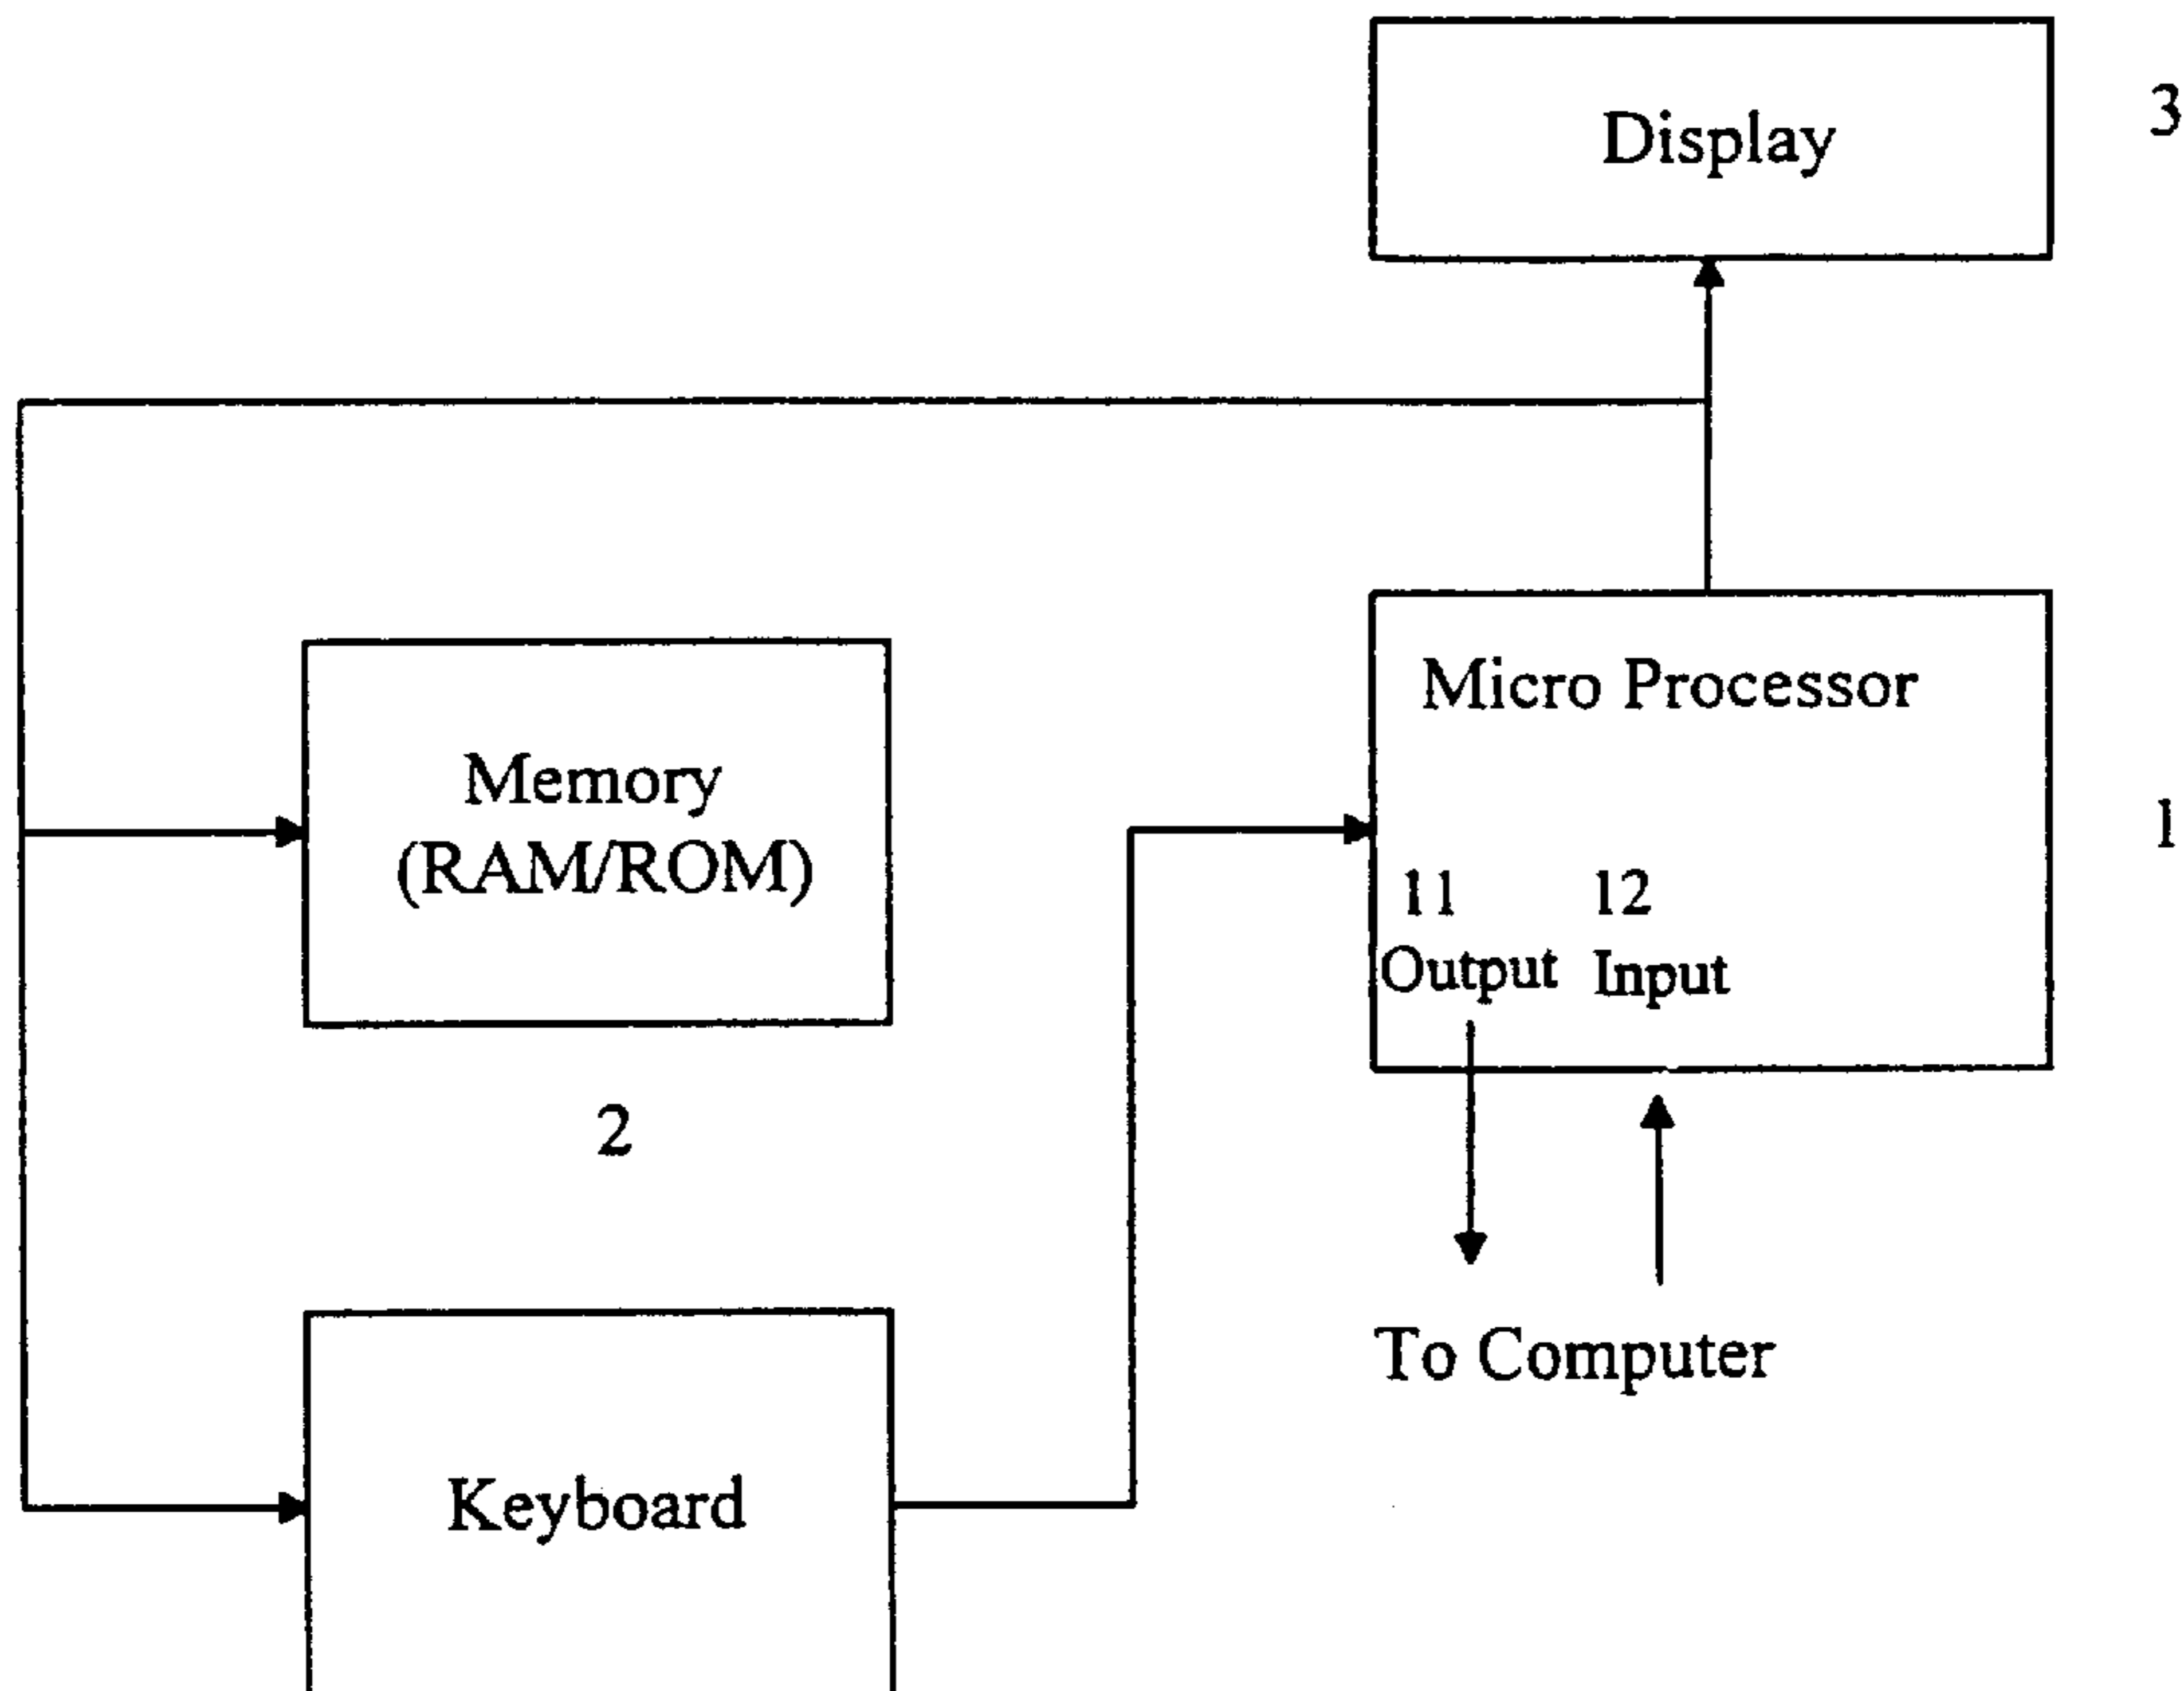 Display
3
Micro Processor
Memory
(RAM/ROM)
1
11 12
Output Input
2
To Computer
Keyboard